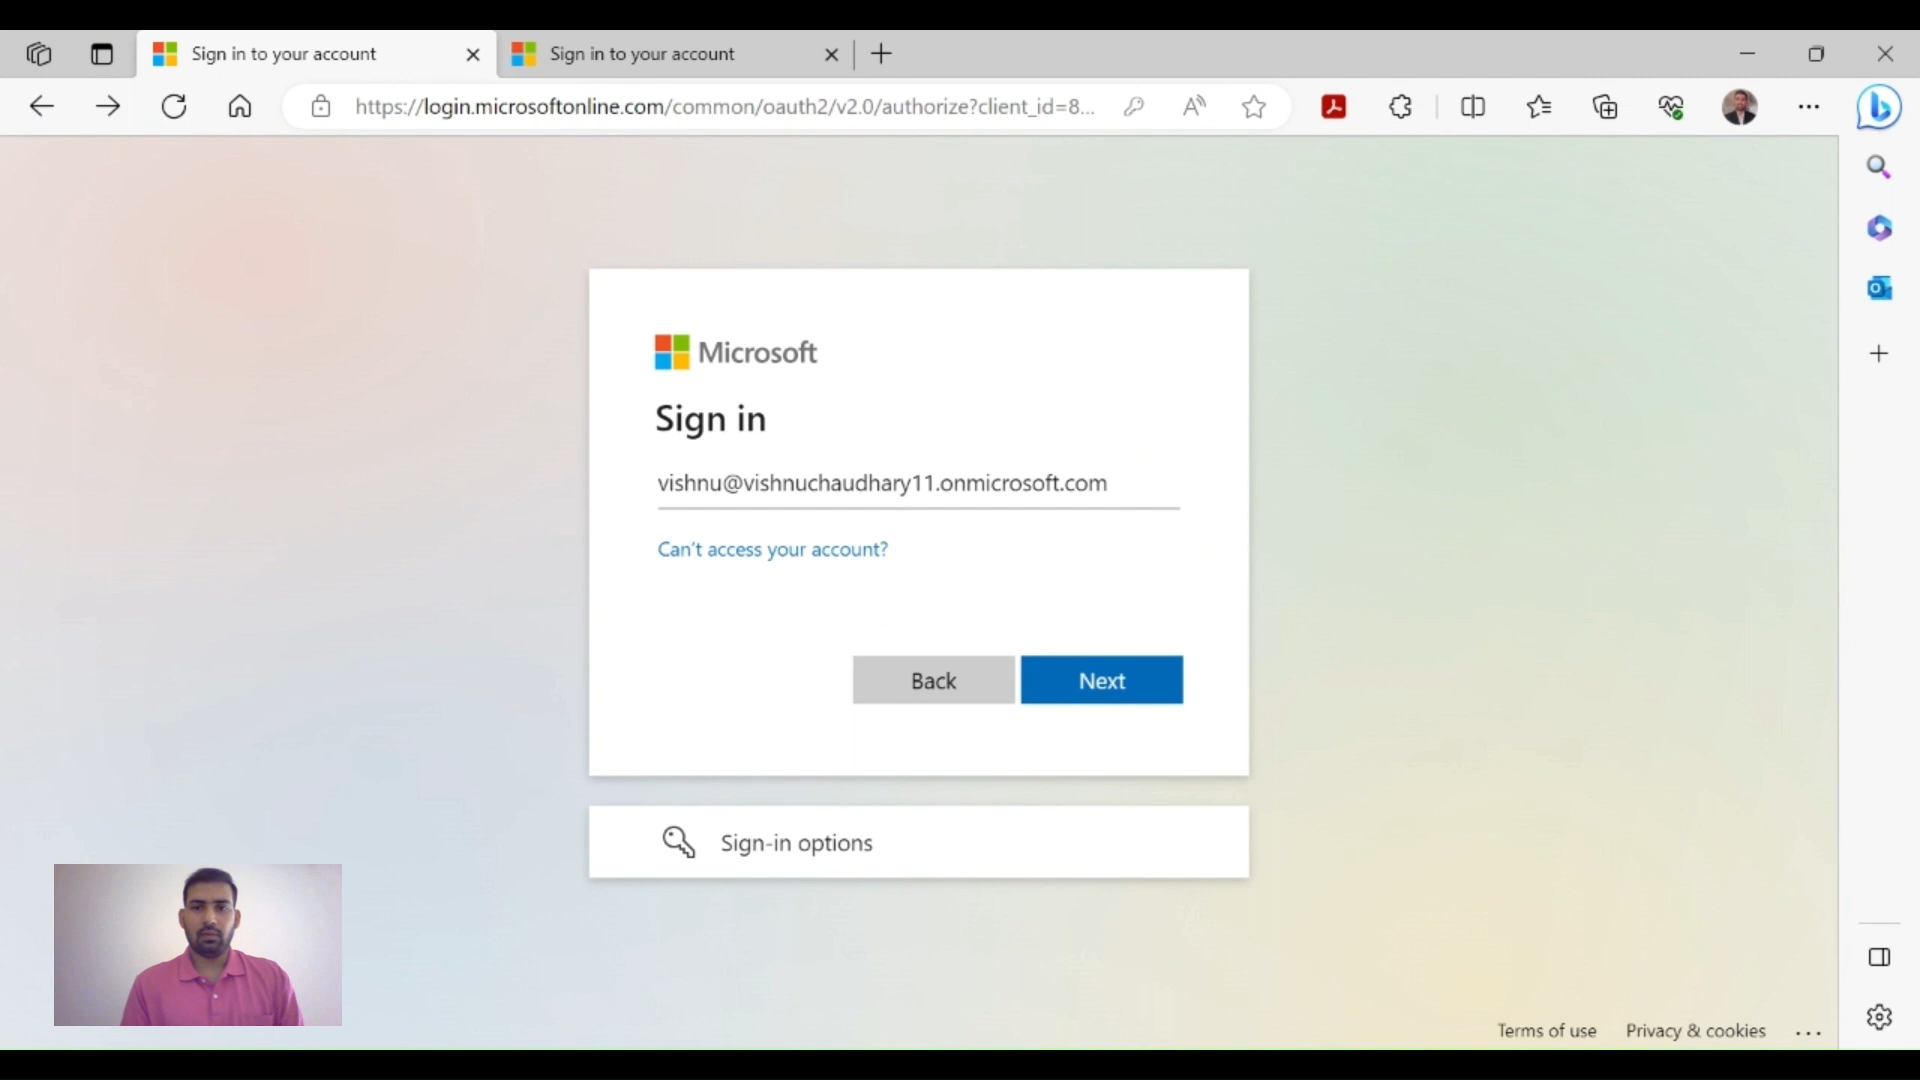 Sign in to your account
Sign in to your account
https://login.microsoftonline.com/common/oauth2/v2.0/authorize?client_id=8...
Microsoft
Sign in
vishnu@vishnuchaudhary11.onmicrosoft.com
Can't access your account?
Back
Next
Sign-in options
Terms of use
Privacy & cookies